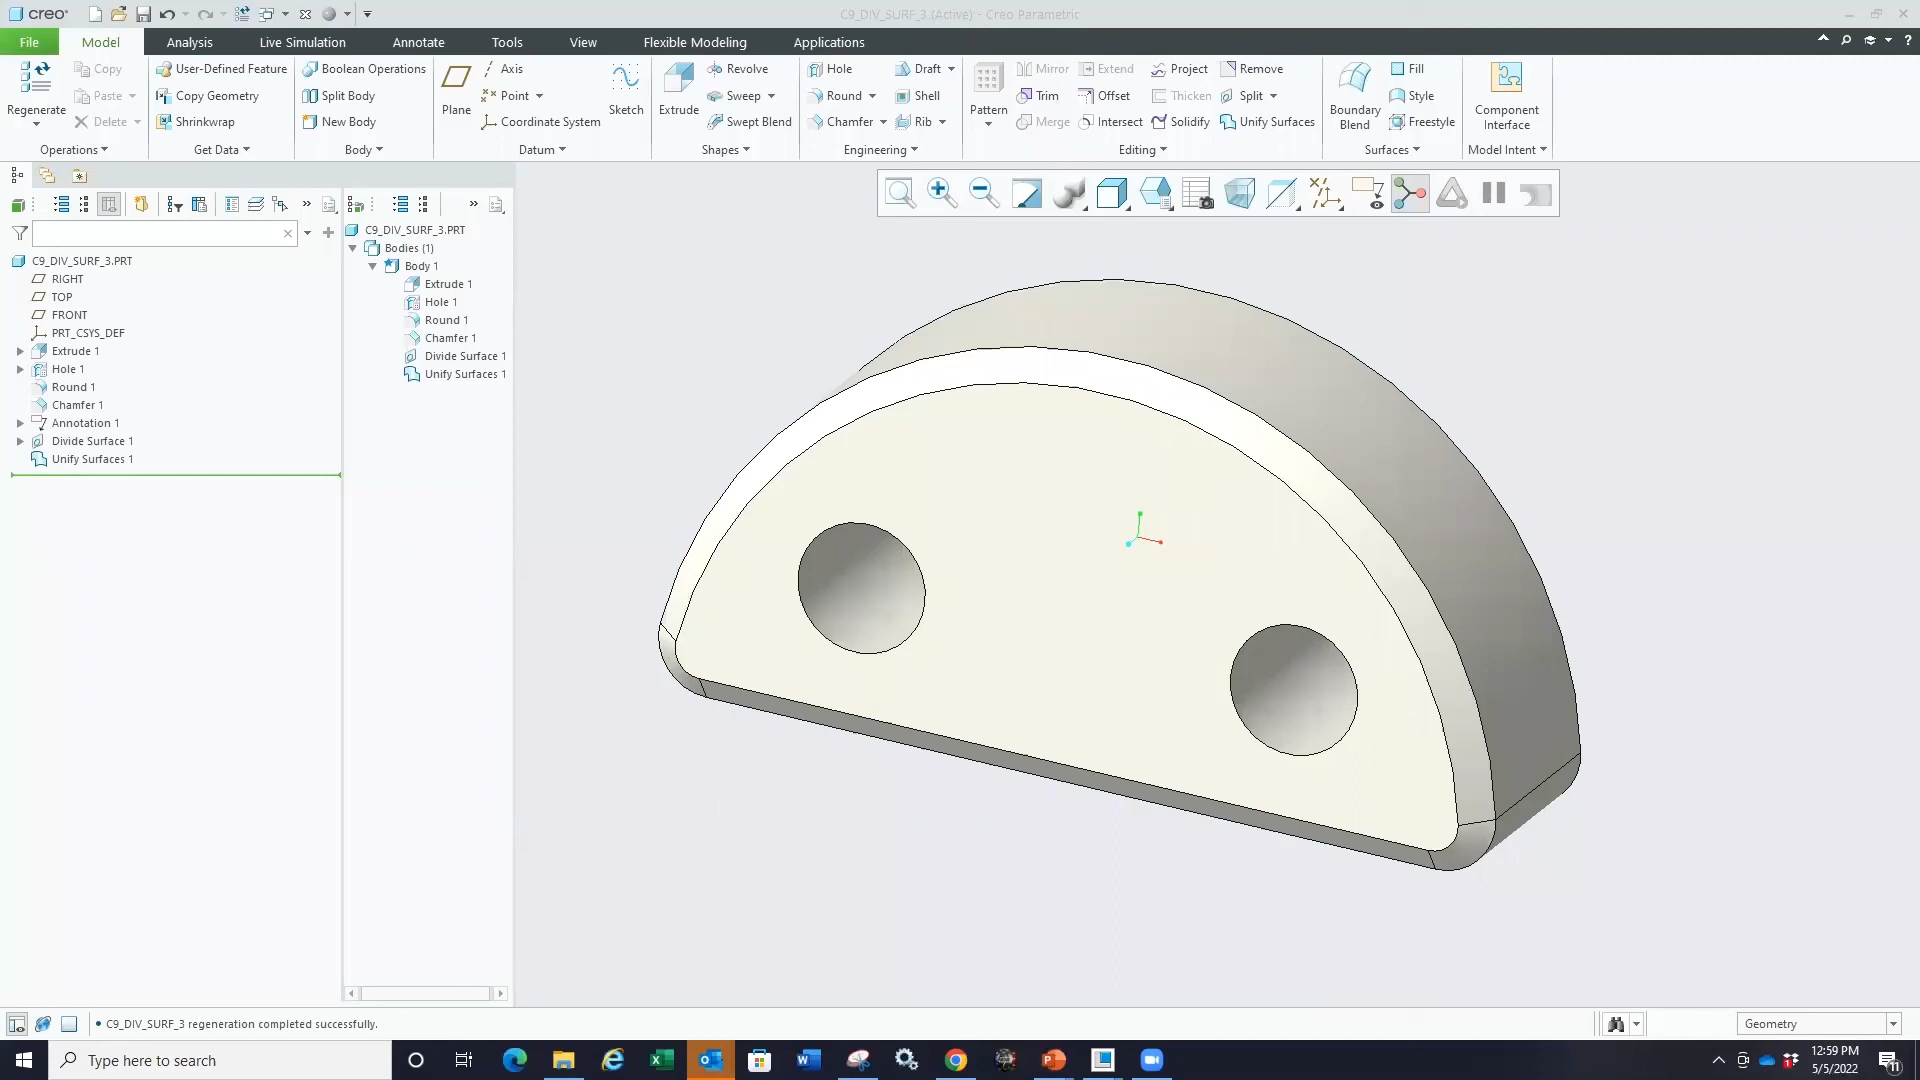 creo
C9_DIV_SURF_3 (Active) - Creo Parametric
File Model Analysis Live Simulation Annotate Tools View Flexible Modeling Applications
Regenerate
Copy
Paste
Delete
Operations
User-Defined Feature
Copy Geometry
Shrinkwrap
Get Data
Boolean Operations
Split Body
New Body
Body
Plane
Axis
Point
Coordinate System
Sketch
Datum
Extrude
Revolve
Sweep
Swept Blend
Shapes
Hole
Round
Chamfer
Draft
Shell
Rib
Engineering
Pattern
Mirror
Trim
Merge
Extend
Offset
Intersect
Project
Thicken
Solidify
Remove
Split
Unify Surfaces
Editing
Boundary
Blend
Fill
Style
Freestyle
Surfaces
Component
Interface
Model Intent
C9_DIV_SURF_3.PRT
RIGHT
TOP
FRONT
PRT_CSYS_DEF
Extrude 1
Hole 1
Round 1
Chamfer 1
Annotation 1
Divide Surface 1
Unify Surfaces 1
C9_DIV_SURF_3.PRT
Bodies (1)
Body 1
Extrude 1
Hole 1
Round 1
Chamfer 1
Divide Surface 1
Unify Surfaces 1
• C9_DIV_SURF_3 regeneration completed successfully.
Geometry
Type here to search
12:59 PM
5/5/2022
11